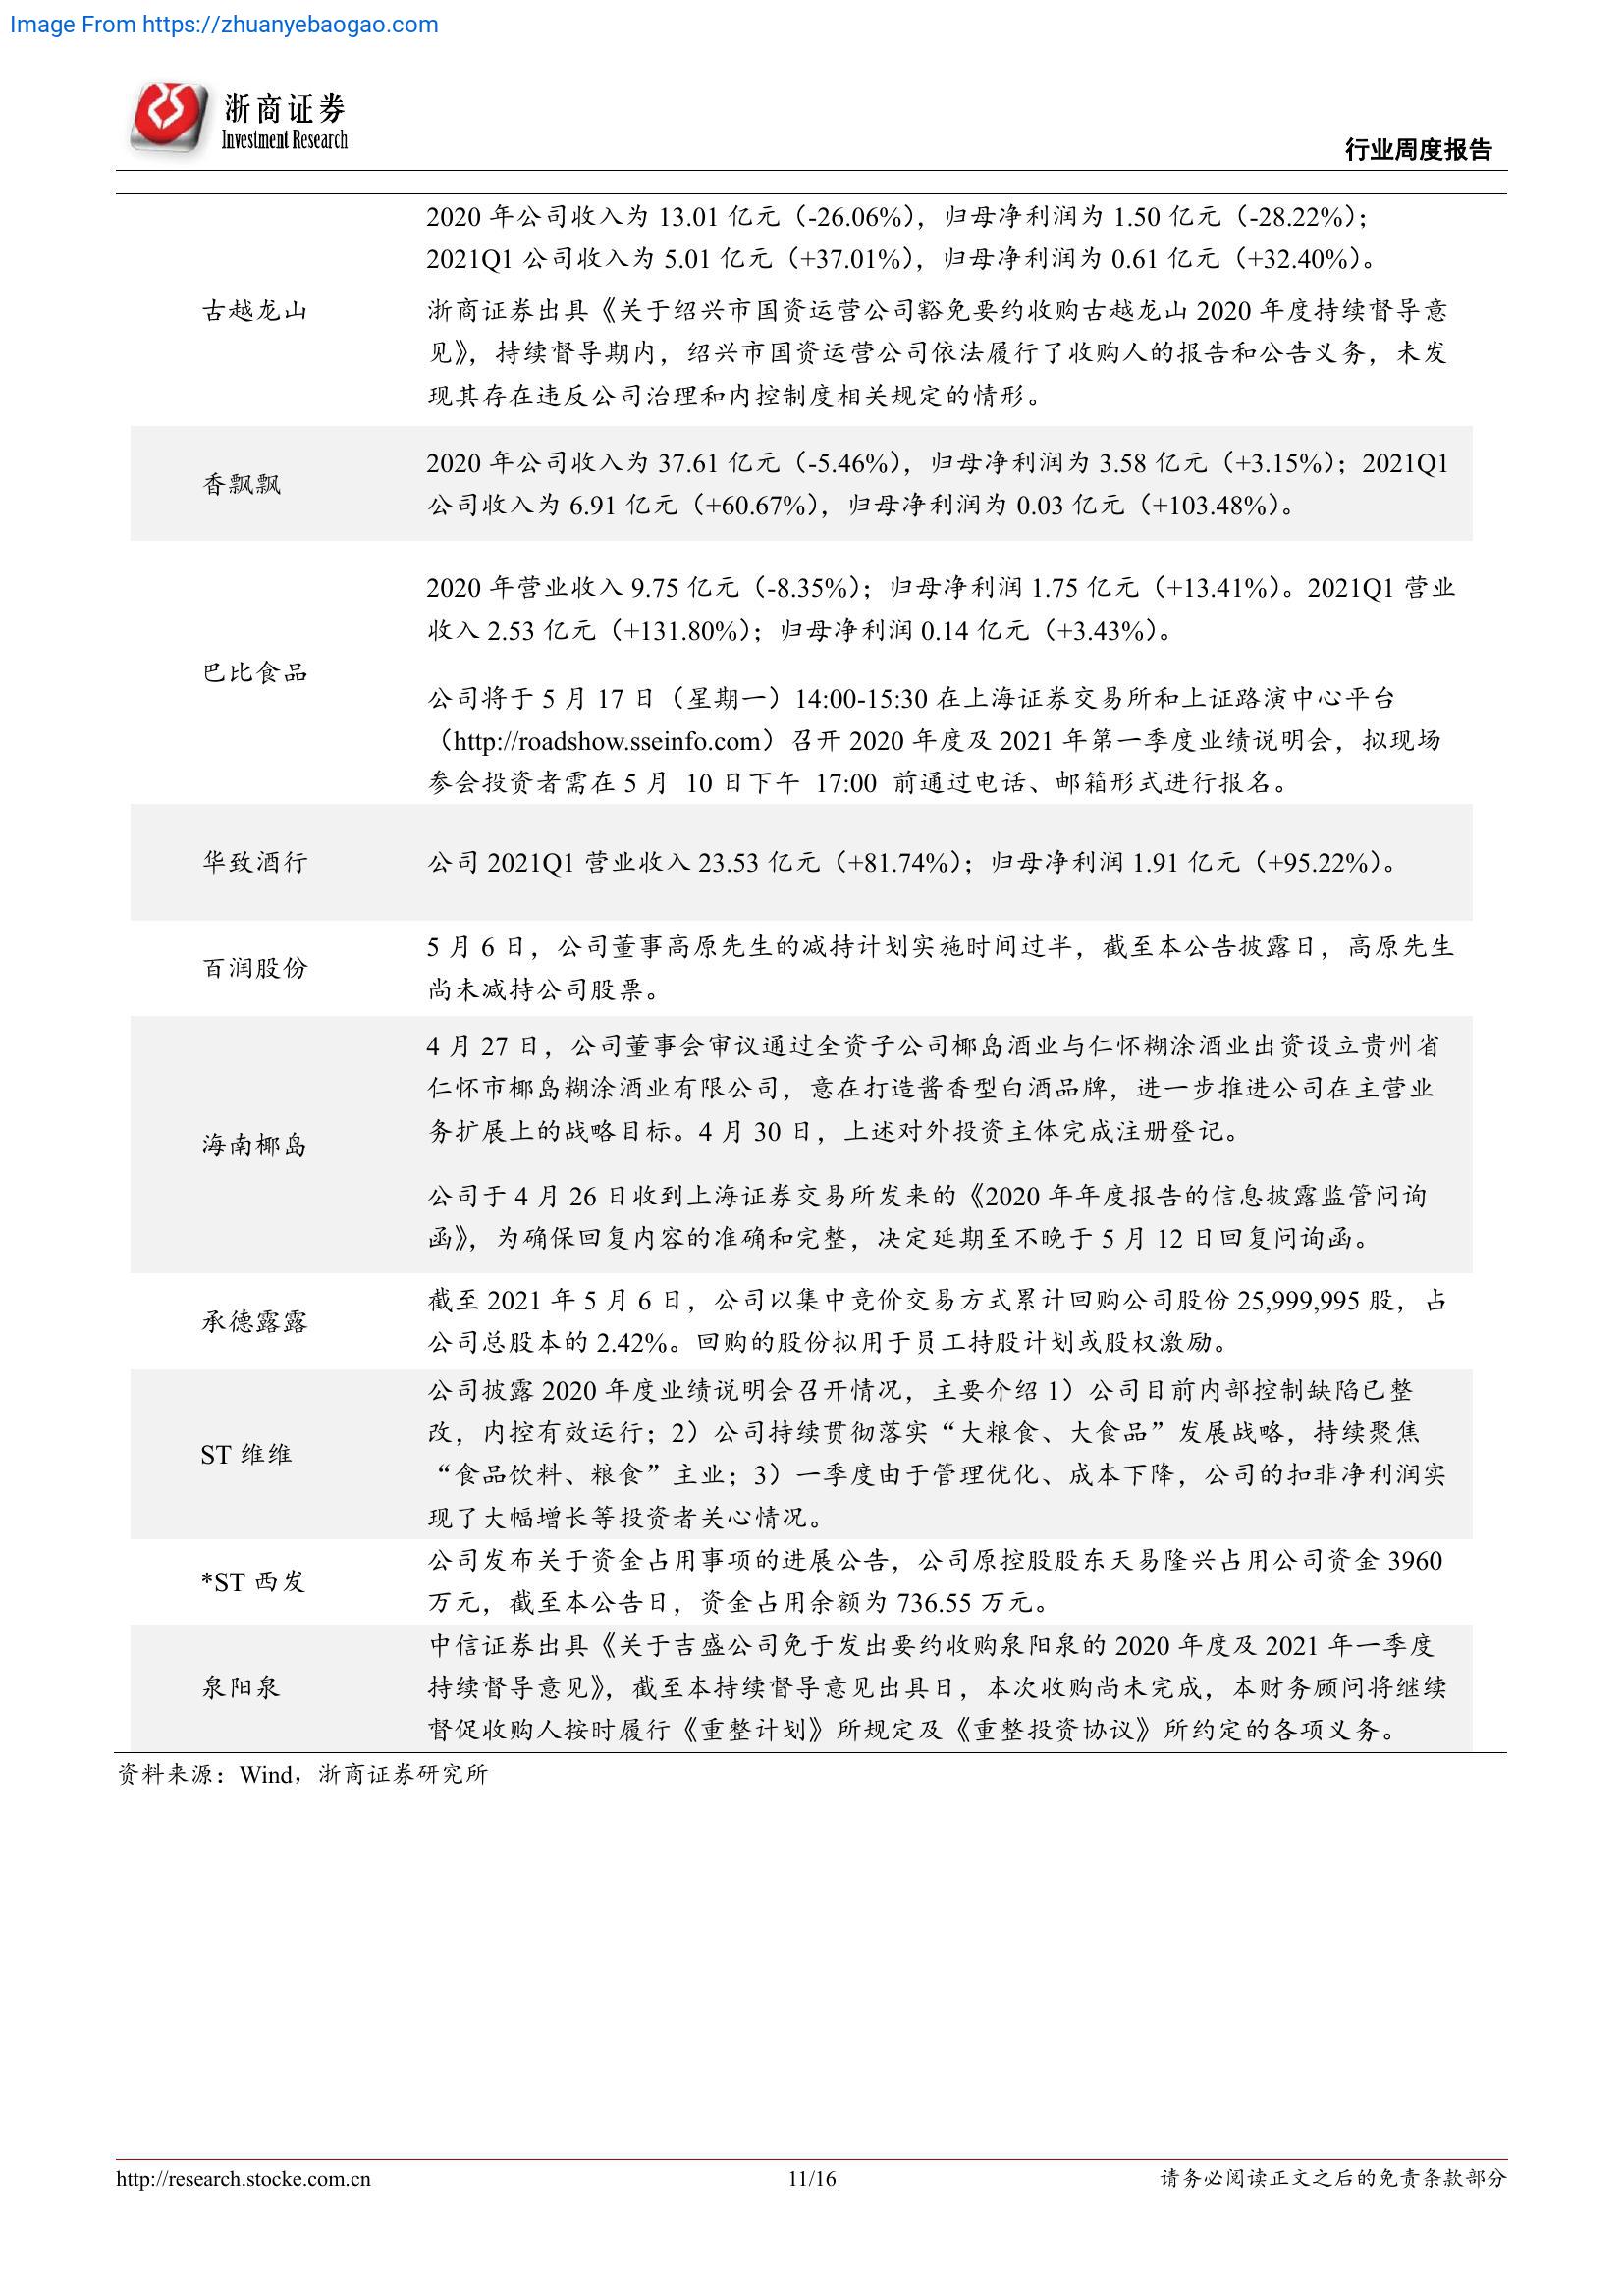 Image From https://zhuanyebaogao.com
浙商证券
Investment Research
行业周度报告
2020 年公司收入为 13.01 亿元（-26.06%），归母净利润为 1.50 亿元（-28.22%）；
2021Q1 公司收入为 5.01 亿元（+37.01%），归母净利润为 0.61 亿元（+32.40%）。
古越龙山
浙商证券出具《关于绍兴市国资运营公司豁免要约收购古越龙山 2020 年度持续督导意
见》，持续督导期内，绍兴市国资运营公司依法履行了收购人的报告和公告义务，未发
现其存在违反公司治理和内控制度相关规定的情形。
香飘飘
2020 年公司收入为 37.61 亿元（-5.46%），归母净利润为 3.58 亿元（+3.15%）；2021Q1
公司收入为 6.91 亿元（+60.67%），归母净利润为 0.03 亿元（+103.48%）。
巴比食品
2020 年营业收入 9.75 亿元（-8.35%）；归母净利润 1.75 亿元（+13.41%）。2021Q1 营业
收入 2.53 亿元（+131.80%）；归母净利润 0.14 亿元（+3.43%）。
公司将于 5 月 17 日（星期一）14:00-15:30 在上海证券交易所和上证路演中心平台
（http://roadshow.sseinfo.com）召开 2020 年度及 2021 年第一季度业绩说明会，拟现场
参会投资者需在 5 月 10 日下午 17:00 前通过电话、邮箱形式进行报名。
华致酒行
公司 2021Q1 营业收入 23.53 亿元（+81.74%）；归母净利润 1.91 亿元（+95.22%）。
百润股份
5 月 6 日，公司董事高原先生的减持计划实施时间过半，截至本公告披露日，高原先生
尚未减持公司股票。
海南椰岛
4 月 27 日，公司董事会审议通过全资子公司椰岛酒业与仁怀糊涂酒业出资设立贵州省
仁怀市椰岛糊涂酒业有限公司，意在打造酱香型白酒品牌，进一步推进公司在主营业
务扩展上的战略目标。4 月 30 日，上述对外投资主体完成注册登记。
公司于 4 月 26 日收到上海证券交易所发来的《2020 年年度报告的信息披露监管问询
函》，为确保回复内容的准确和完整，决定延期至不晚于 5 月 12 日回复问询函。
承德露露
截至 2021 年 5 月 6 日，公司以集中竞价交易方式累计回购公司股份 25,999,995 股，占
公司总股本的 2.42%。回购的股份拟用于员工持股计划或股权激励。
ST 维维
公司披露 2020 年度业绩说明会召开情况，主要介绍 1）公司目前内部控制缺陷已整
改，内控有效运行；2）公司持续贯彻落实“大粮食、大食品”发展战略，持续聚焦
“食品饮料、粮食”主业；3）一季度由于管理优化、成本下降，公司的扣非净利润实
现了大幅增长等投资者关心情况。
*ST 西发
公司发布关于资金占用事项的进展公告，公司原控股股东天易隆兴占用公司资金 3960
万元，截至本公告日，资金占用余额为 736.55 万元。
泉阳泉
中信证券出具《关于吉盛公司免于发出要约收购泉阳泉的 2020 年度及 2021 年一季度
持续督导意见》，截至本持续督导意见出具日，本次收购尚未完成，本财务顾问将继续
督促收购人按时履行《重整计划》所规定及《重整投资协议》所约定的各项义务。
资料来源：Wind，浙商证券研究所
http://research.stocke.com.cn
11/16
请务必阅读正文之后的免责条款部分